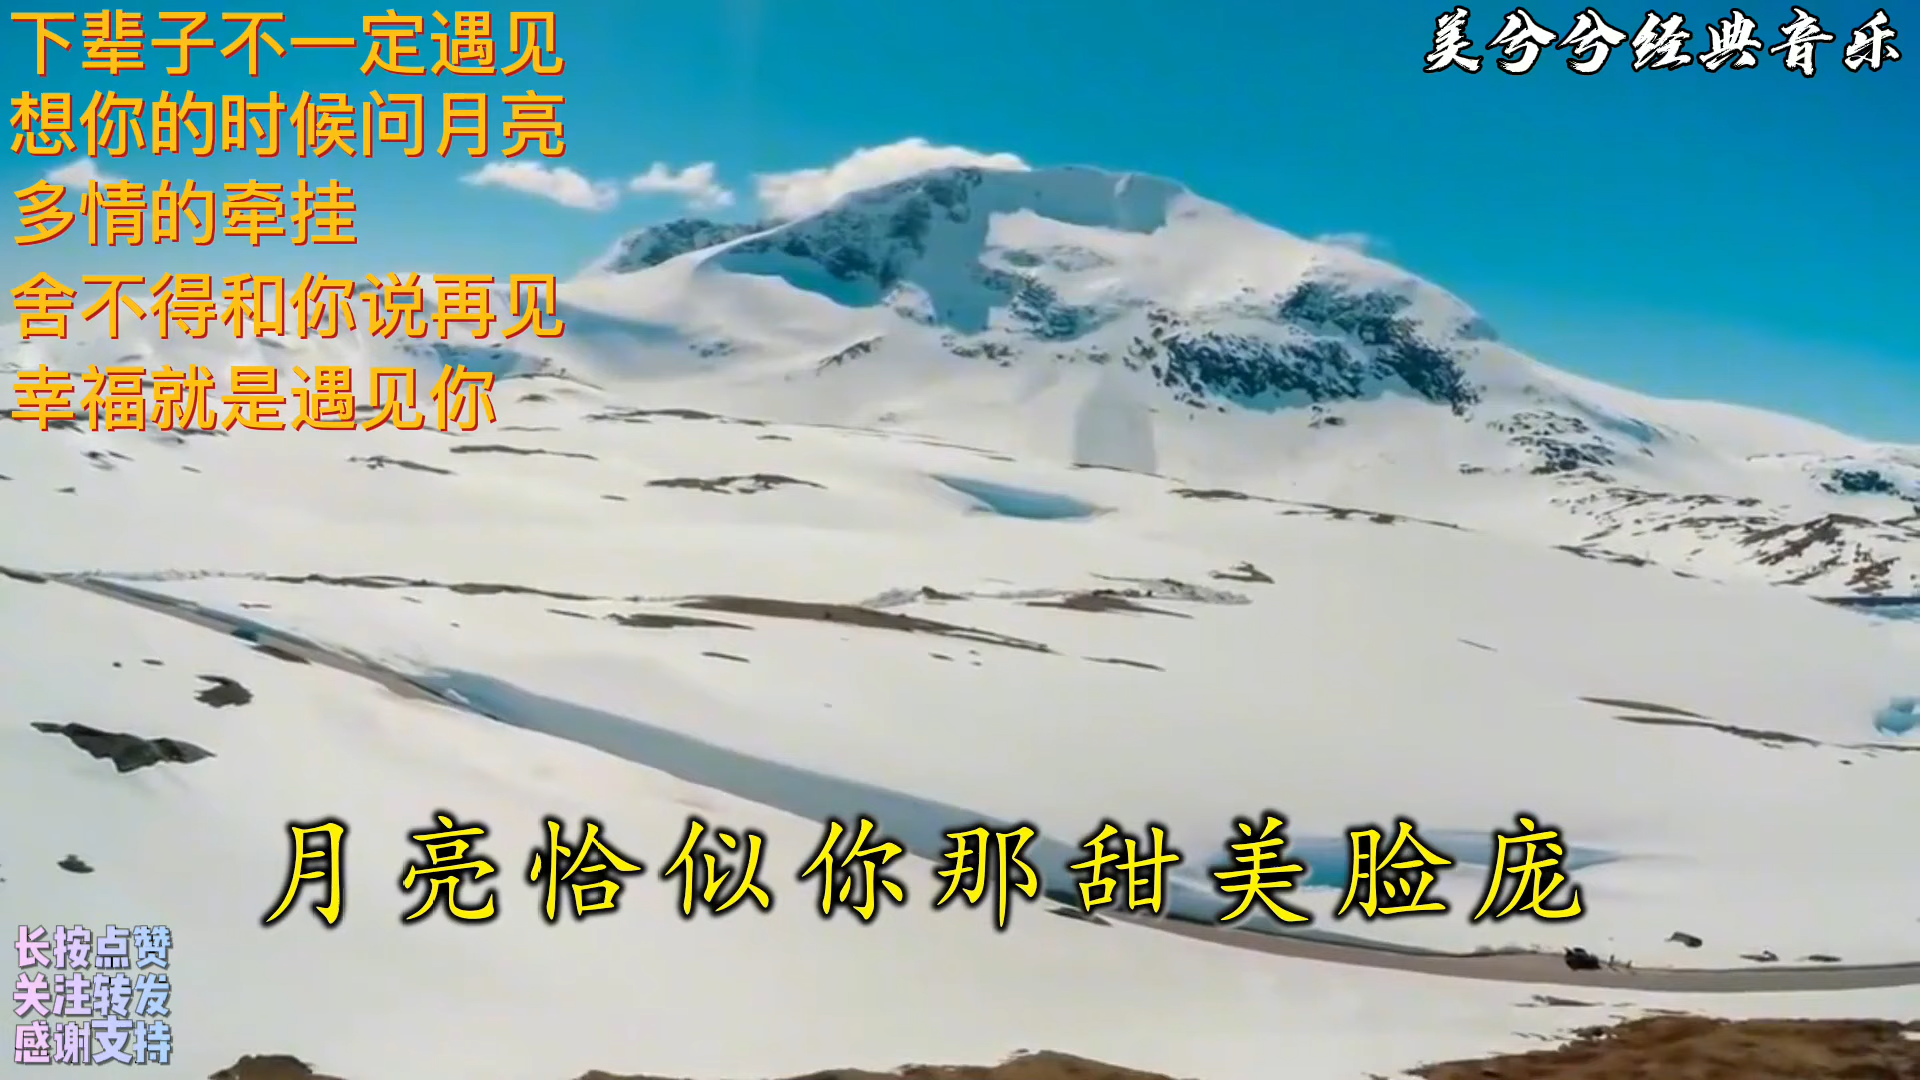 下辈子不一定遇见
想你的时候问月亮
多情的牵挂
舍不得和你说再见
幸福就是遇见你
美兮兮经典音乐
月亮恰似你那甜美脸庞
长按点赞
关注转发
感谢支持